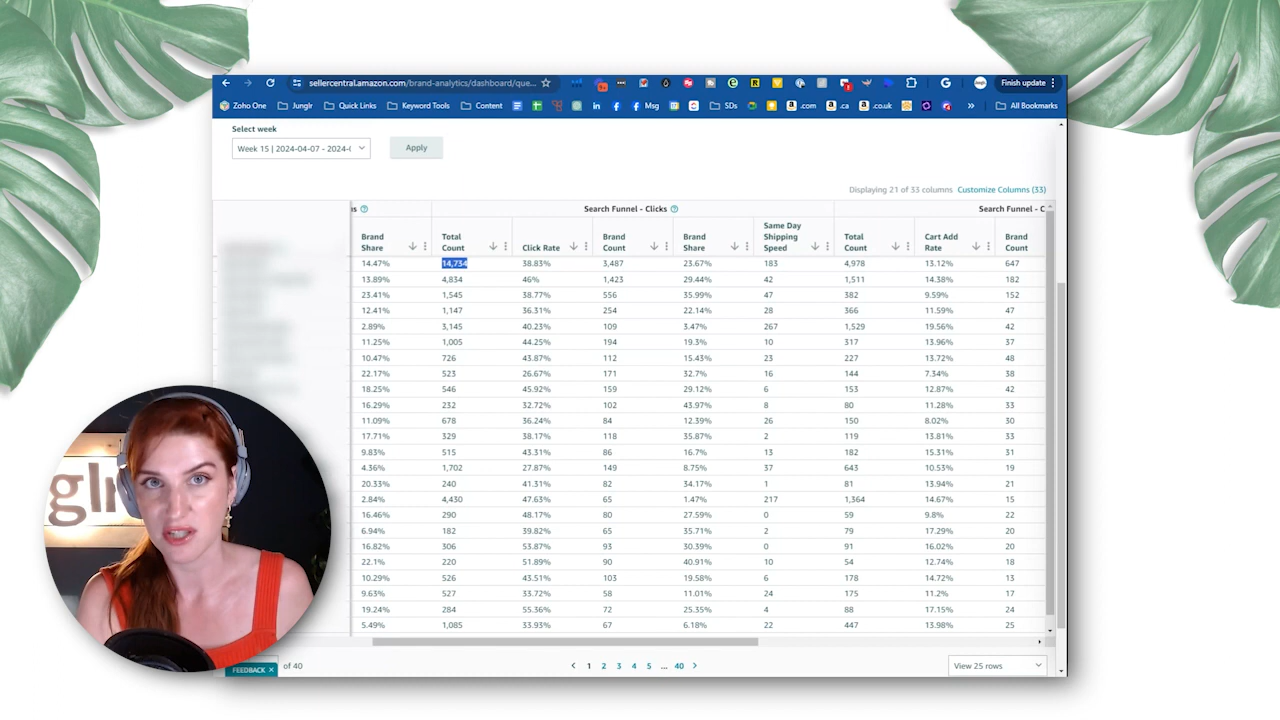 sellercentral.amazon.com/brand-analytics/dashboard/que...
Finish update
Zoho One Junglr Quick Links Keyword Tools Content Msg SDs .com .ca .co.uk » All Bookmarks
Select week
Week 15 | 2024-04-07 - 2024-(
Apply
Displaying 21 of 33 columns Customize Columns (33)
ns Search Funnel - Clicks Search Funnel - C
Brand Share Total Count Click Rate Brand Count Brand Share Same Day Shipping Speed Total Count Cart Add Rate Brand Count
14.47% 14,734 38.83% 3,487 23.67% 183 4,978 13.12% 647
13.89% 4,834 46% 1,423 29.44% 42 1,511 14.38% 182
23.41% 1,545 38.77% 556 35.99% 47 382 9.59% 152
12.41% 1,147 36.31% 254 22.14% 28 366 11.59% 47
2.89% 3,145 40.23% 109 3.47% 267 1,529 19.56% 42
11.25% 1,005 44.25% 194 19.3% 10 317 13.96% 37
10.47% 726 43.87% 112 15.43% 23 227 13.72% 48
22.17% 523 26.67% 171 32.7% 16 144 7.34% 38
18.25% 546 45.92% 159 29.12% 6 153 12.87% 42
16.29% 232 32.72% 102 43.97% 8 80 11.28% 33
11.09% 678 36.24% 84 12.39% 26 150 8.02% 30
17.71% 329 38.17% 118 35.87% 2 119 13.81% 33
9.83% 515 43.31% 86 16.7% 13 182 15.31% 31
4.36% 1,702 27.87% 149 8.75% 37 643 10.53% 19
20.33% 240 41.31% 82 34.17% 1 81 13.94% 21
2.84% 4,430 47.63% 65 1.47% 217 1,364 14.67% 15
16.46% 290 48.17% 80 27.59% 0 59 9.8% 22
6.94% 182 39.82% 65 35.71% 2 79 17.29% 20
16.82% 306 53.87% 93 30.39% 0 91 16.02% 20
22.1% 220 51.89% 90 40.91% 10 54 12.74% 18
10.29% 526 43.51% 103 19.58% 6 178 14.72% 13
9.63% 527 33.72% 58 11.01% 24 175 11.2% 17
19.24% 284 55.36% 72 25.35% 4 88 17.15% 24
5.49% 1,085 33.93% 67 6.18% 22 447 13.98% 25
FEEDBACK × of 40 < 1 2 3 4 5 ... 40 > View 25 rows
glr